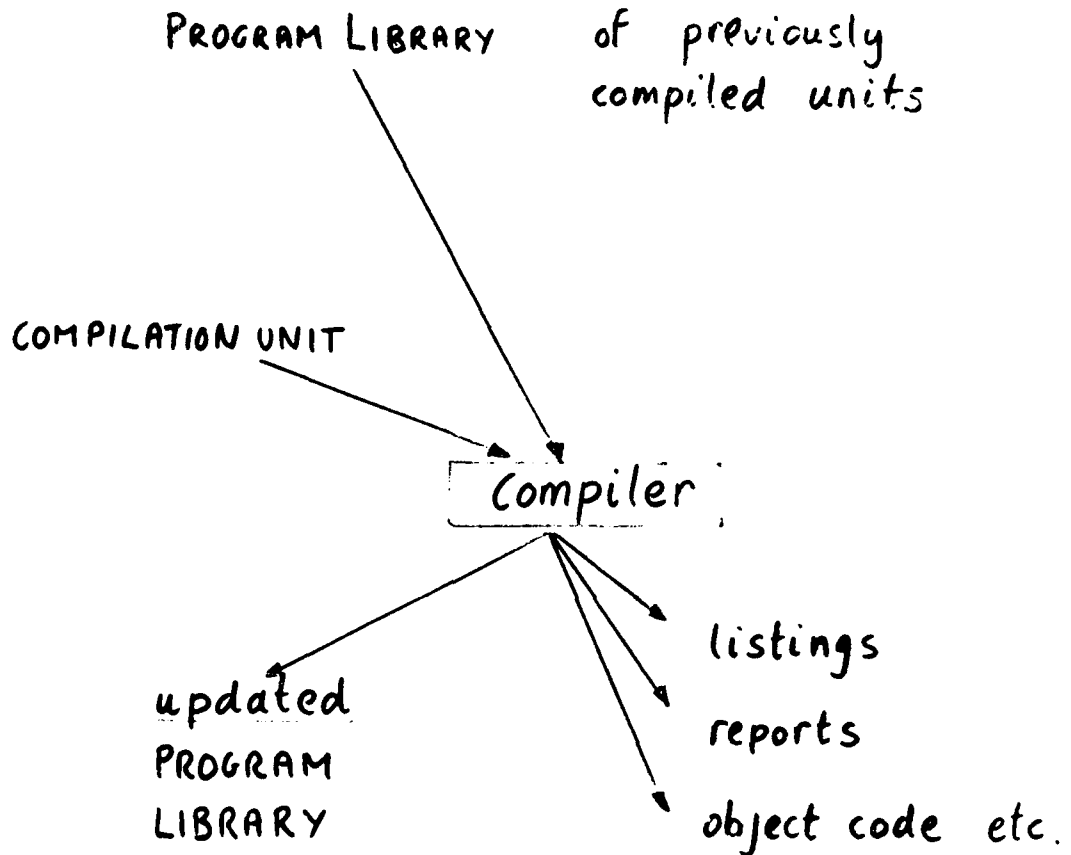 PROGRAM LIBRARY of previously
compiled units
COMPILATION UNIT
Compiler
listings
updated
reports
PROGRAM
LIBRARY
object code etc.